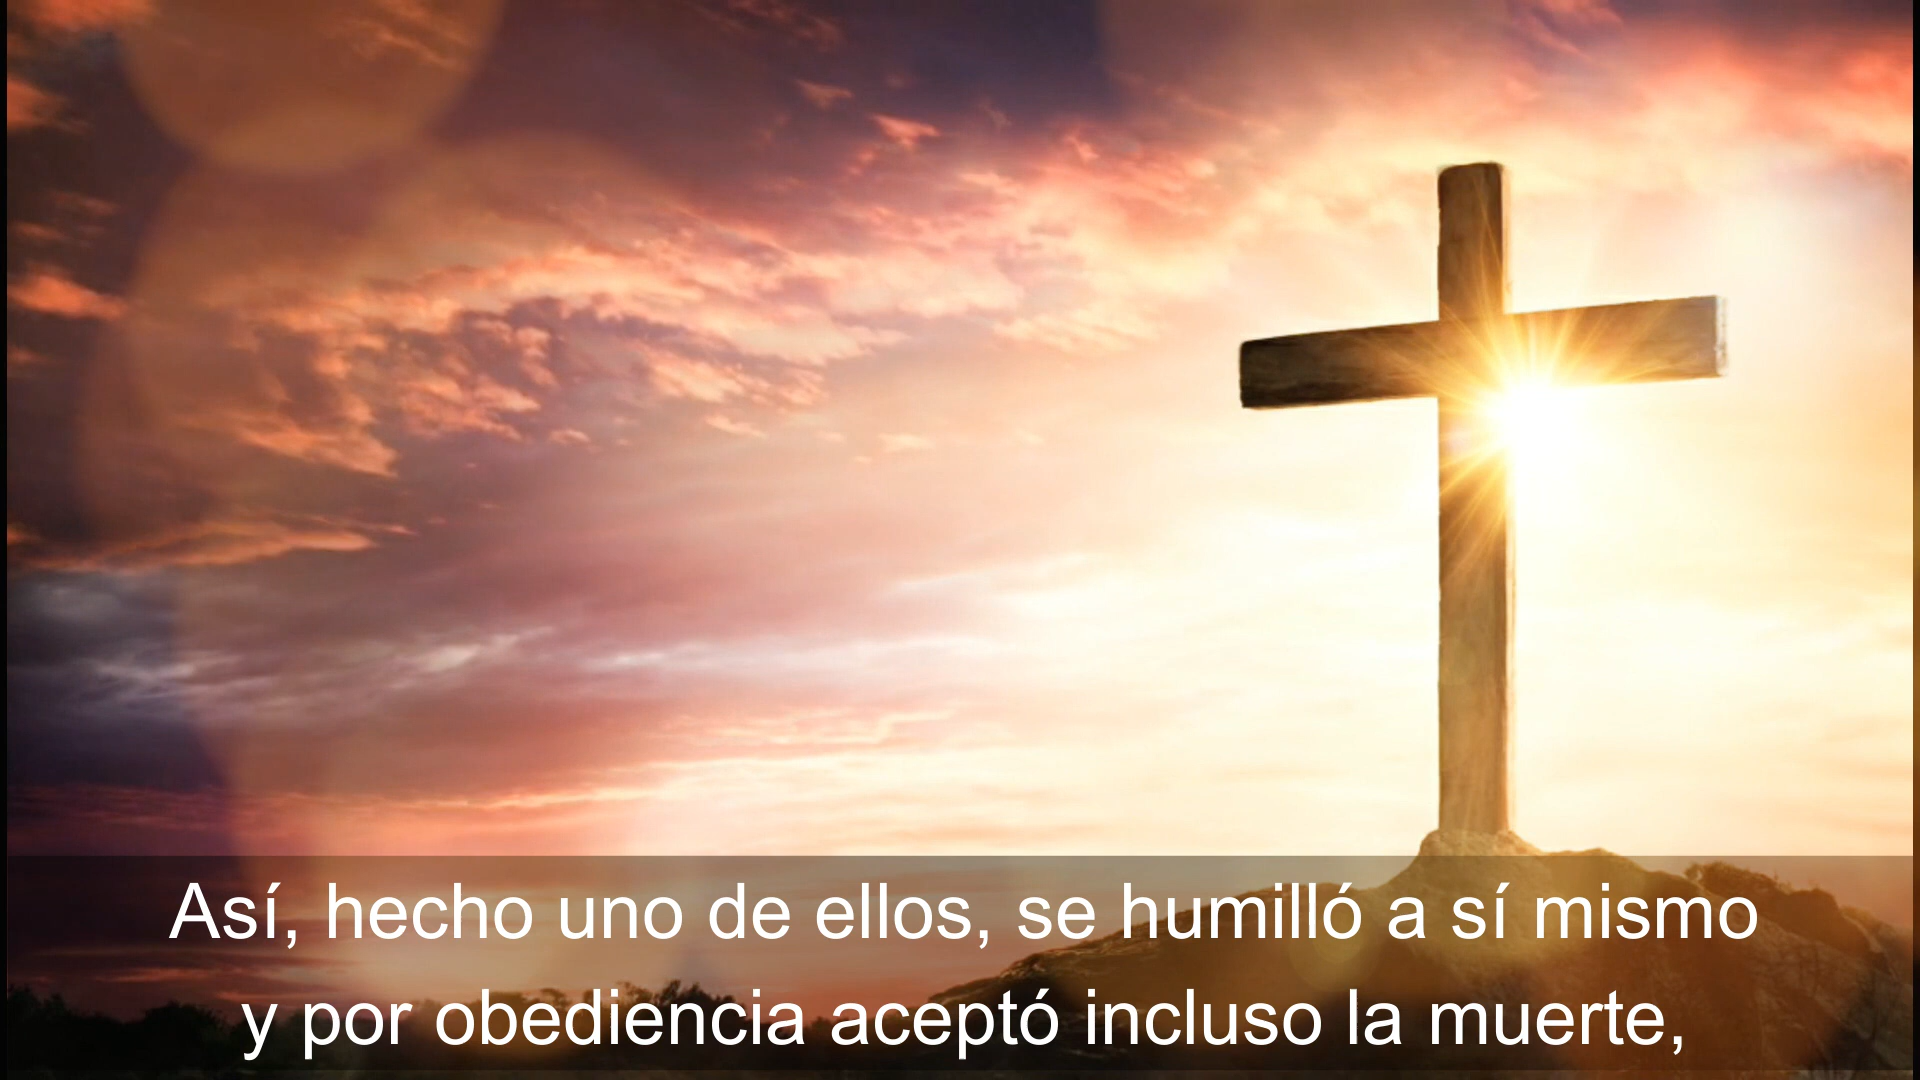 Así, hecho uno de ellos, se humilló a sí mismo
y por obediencia aceptó incluso la muerte,